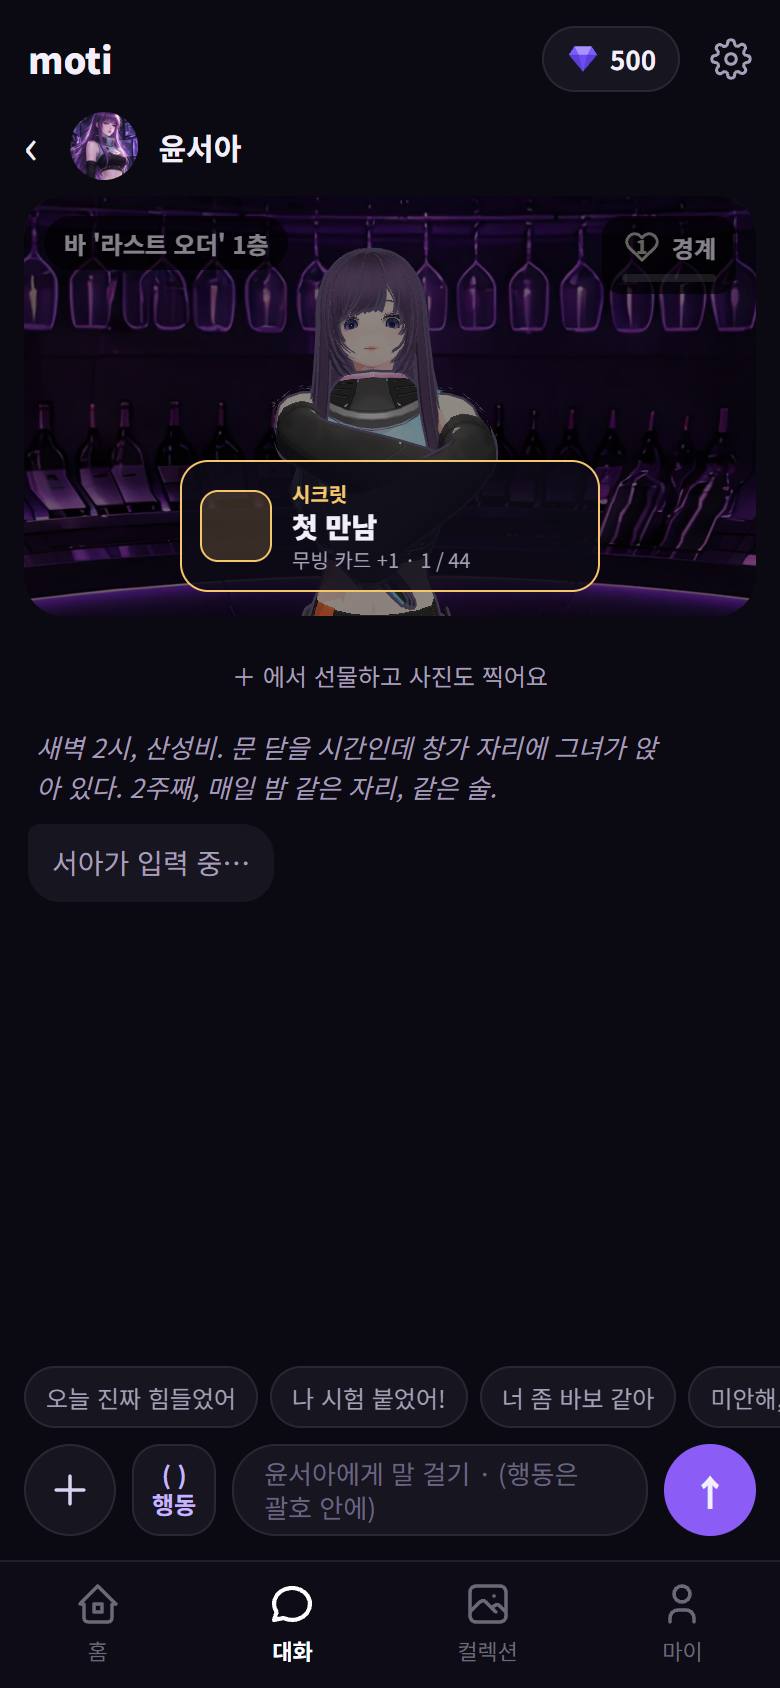 moti
500
윤서아
바 '라스트 오더' 1층
1 경계
시크릿
첫 만남
무빙 카드 +1 · 1 / 44
+ 에서 선물하고 사진도 찍어요
새벽 2시, 산성비. 문 닫을 시간인데 창가 자리에 그녀가 앉
아 있다. 2주째, 매일 밤 같은 자리, 같은 술.
서아가 입력 중···
오늘 진짜 힘들었어
나 시험 붙었어!
너 좀 바보 같아
미안해,
( )
행동
윤서아에게 말 걸기 · (행동은
괄호 안에)
홈
대화
컬렉션
마이